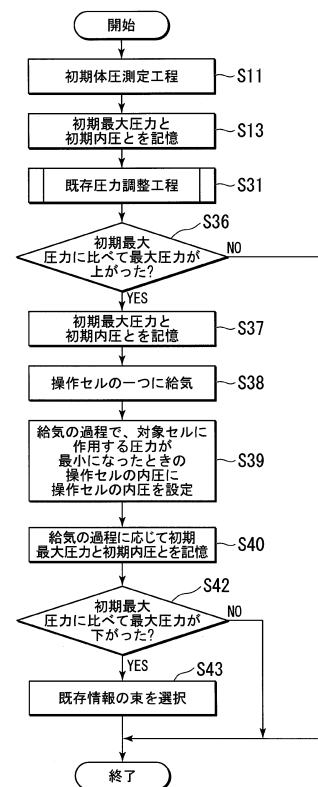 開始
初期体圧測定工程
S11
初期最大圧力と
初期内圧とを記憶
S13
既存圧力調整工程
S31
S36
初期最大
圧力に比べて最大圧力が
上がった?
NO
YES
初期最大圧力と
初期内圧とを記憶
S37
操作セルの一つに給気
S38
給気の過程で、対象セルに
作用する圧力が
最小になったときの
操作セルの内圧に
操作セルの内圧を設定
S39
給気の過程に応じて初期
最大圧力と初期内圧とを記憶
S40
S42
初期最大
圧力に比べて最大圧力が
下がった?
NO
YES
S43
既存情報の束を選択
終了